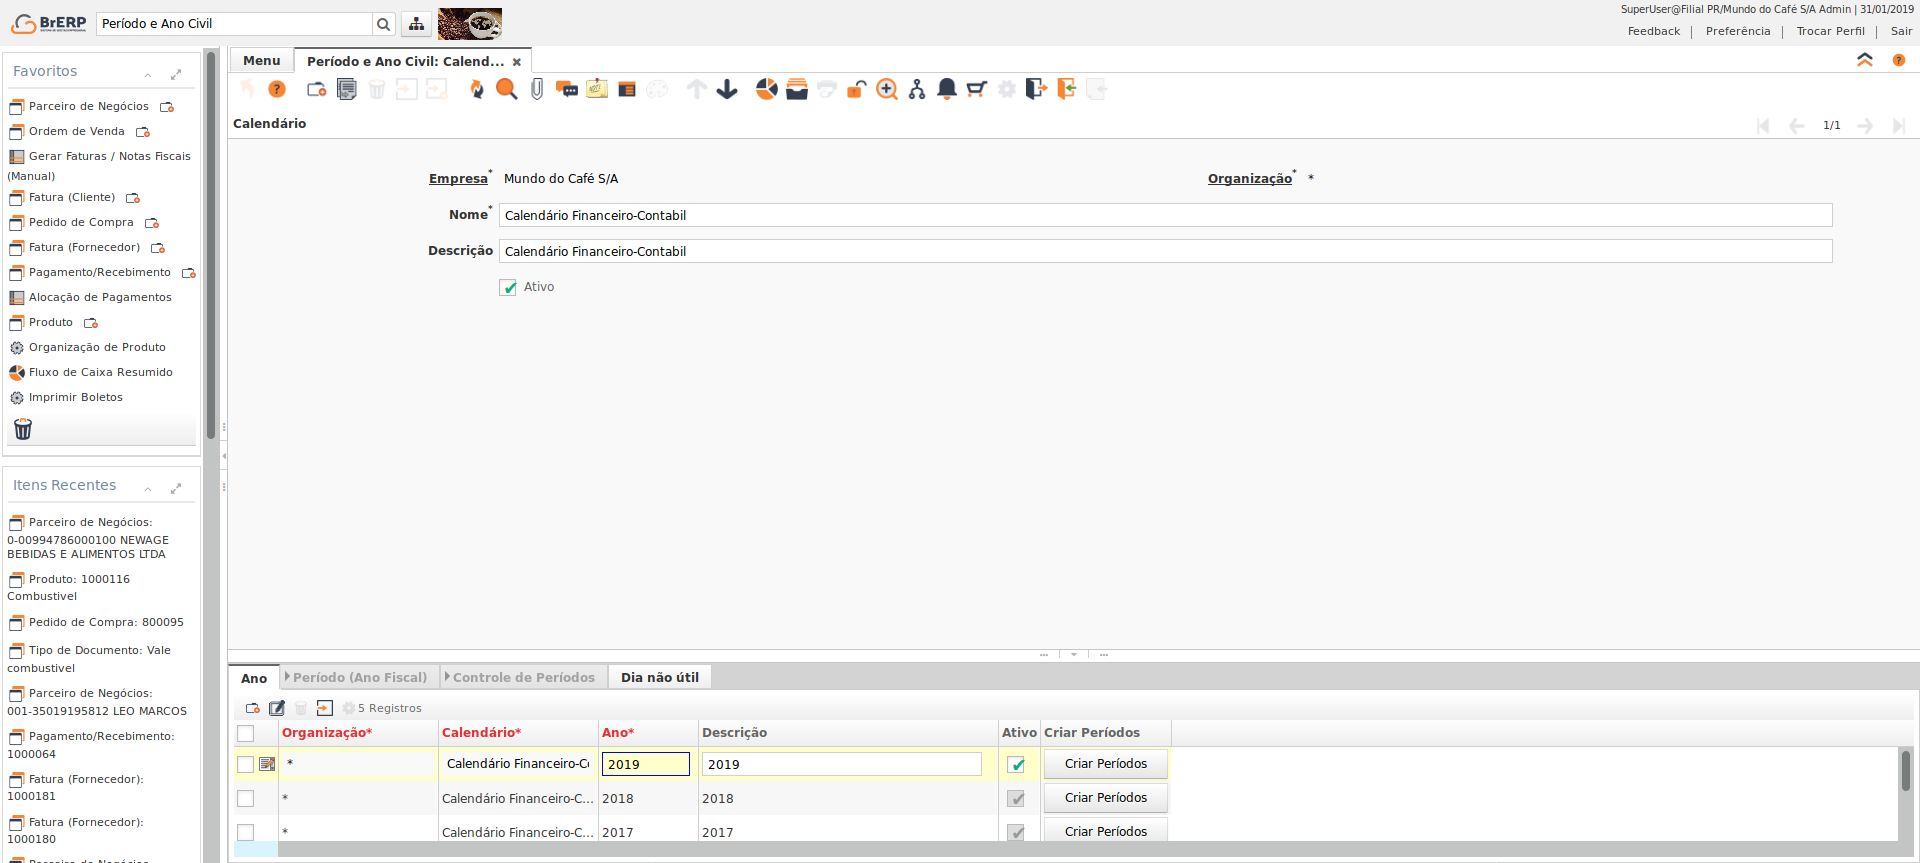 BrERP
Período e Ano Civil
SuperUser@Filial PR/Mundo do Café S/A Admin | 31/01/2019
Feedback | Preferência | Trocar Perfil | Sair
Favoritos
Parceiro de Negócios
Ordem de Venda
Gerar Faturas / Notas Fiscais
(Manual)
Fatura (Cliente)
Pedido de Compra
Fatura (Fornecedor)
Pagamento/Recebimento
Alocação de Pagamentos
Produto
Organização de Produto
Fluxo de Caixa Resumido
Imprimir Boletos
Itens Recentes
Parceiro de Negócios:
0-00994786000100 NEWAGE
BEBIDAS E ALIMENTOS LTDA
Produto: 1000116
Combustivel
Pedido de Compra: 800095
Tipo de Documento: Vale
combustivel
Parceiro de Negócios:
001-35019195812 LEO MARCOS
Pagamento/Recebimento:
1000064
Fatura (Fornecedor):
1000181
Fatura (Fornecedor):
1000180
Menu
Período e Ano Civil: Calend...
Calendário
1/1
Empresa* Mundo do Café S/A
Organização* *
Nome* Calendário Financeiro-Contabil
Descrição Calendário Financeiro-Contabil
Ativo
Ano Período (Ano Fiscal) Controle de Períodos Dia não útil
5 Registros
Organização* Calendário* Ano* Descrição Ativo Criar Períodos
* Calendário Financeiro-C 2019 2019 Criar Períodos
* Calendário Financeiro-C... 2018 2018 Criar Períodos
* Calendário Financeiro-C... 2017 2017 Criar Períodos